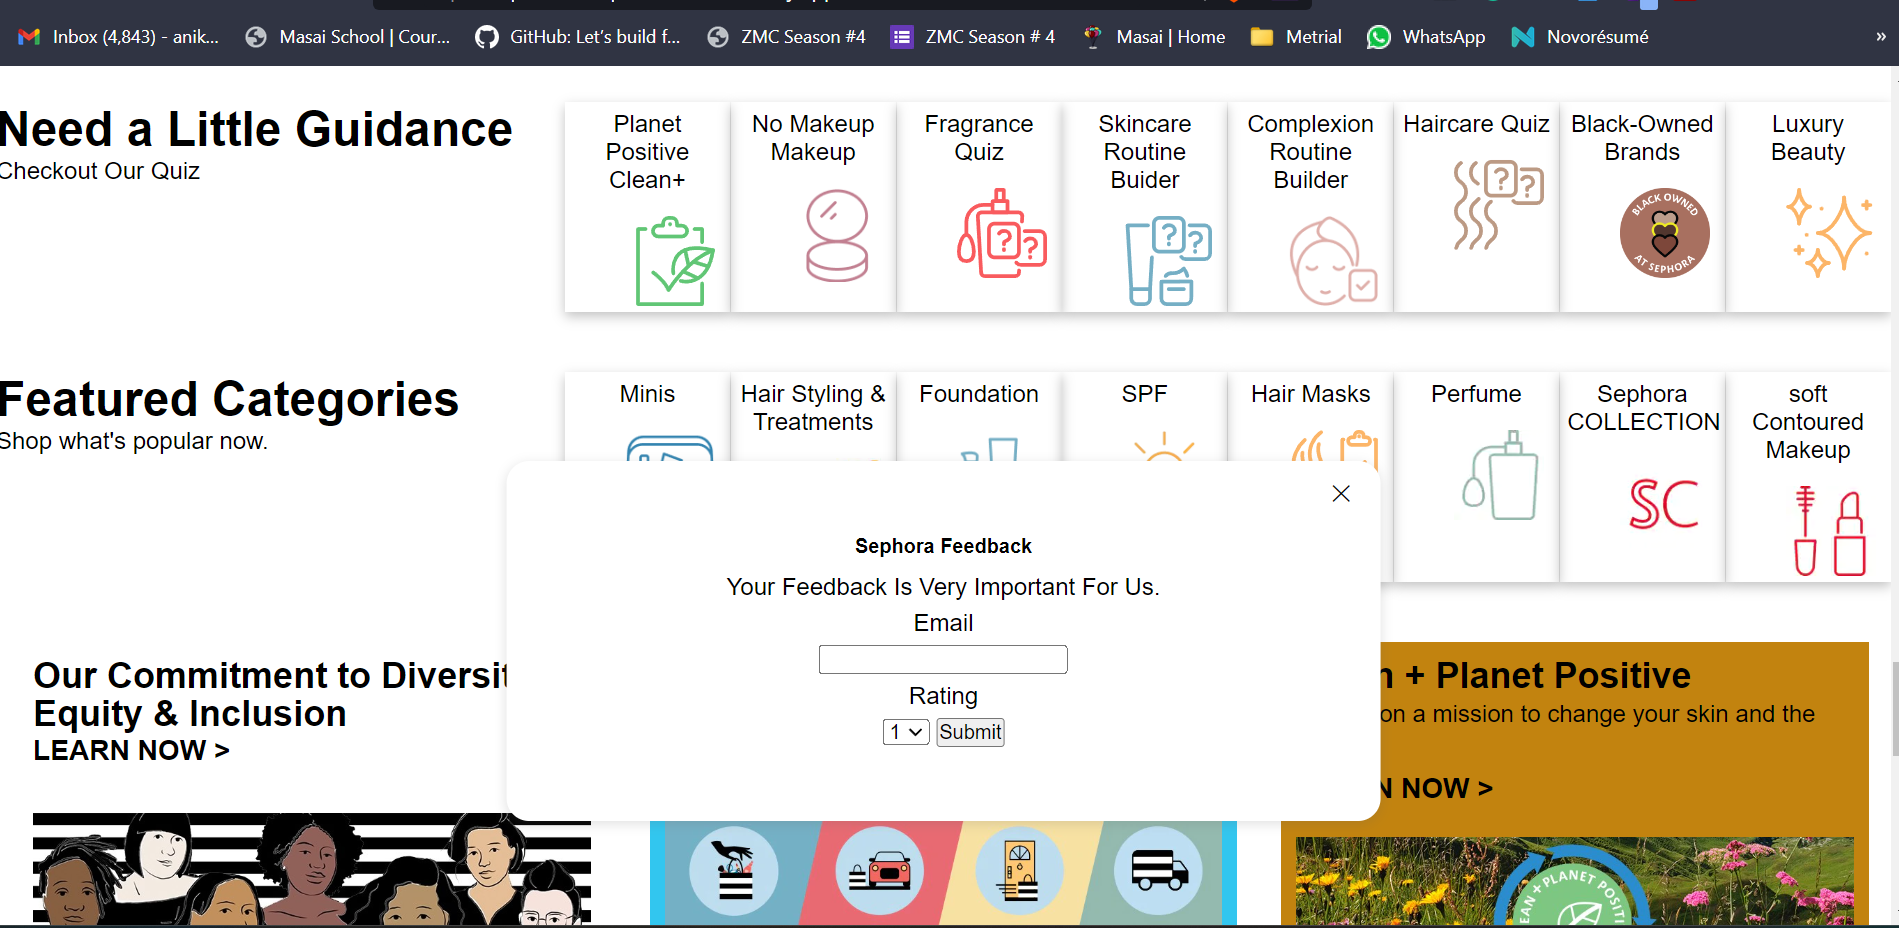 Inbox (4,843) - anik...
Masai School | Cour...
GitHub: Let's build f...
ZMC Season #4
ZMC Season # 4
Masai | Home
Metrial
WhatsApp
Novorésumé
»
Need a Little Guidance
Checkout Our Quiz
Planet
Positive
Clean+
No Makeup
Makeup
Fragrance
Quiz
Skincare
Routine
Buider
Complexion
Routine
Builder
Haircare Quiz
Black-Owned
Brands
BLACK OWNED
AT SEPHORA
Luxury
Beauty
Featured Categories
Shop what's popular now.
Minis
Hair Styling &
Treatments
Foundation
SPF
Hair Masks
Perfume
Sephora
COLLECTION
SC
soft
Contoured
Makeup
Sephora Feedback
Your Feedback Is Very Important For Us.
Email
Rating
1
Submit
Our Commitment to Diversit
Equity & Inclusion
LEARN NOW >
n + Planet Positive
on a mission to change your skin and the
N NOW >
EAN + PLANET POSITI